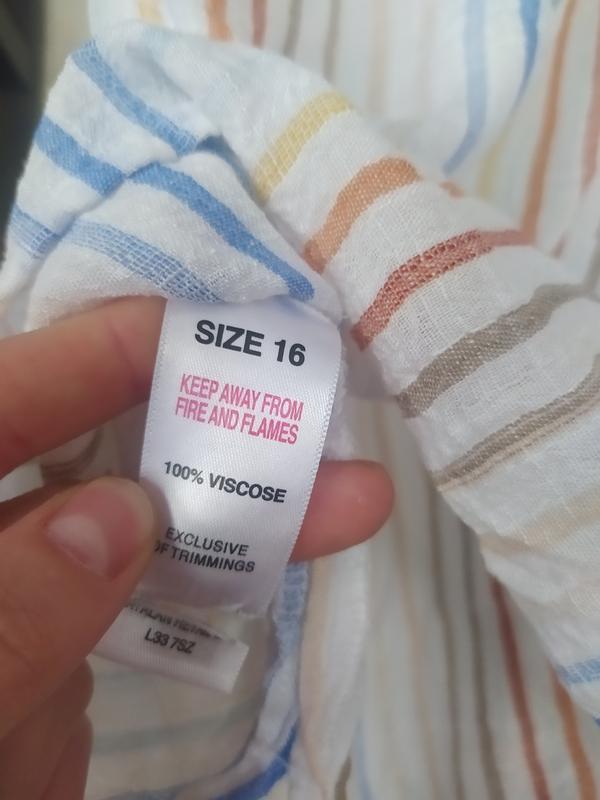 SIZE 16
KEEP AWAY FROM
FIRE AND FLAMES
100% VISCOSE
EXCLUSIVE
OF TRIMMINGS
L33 7SZ